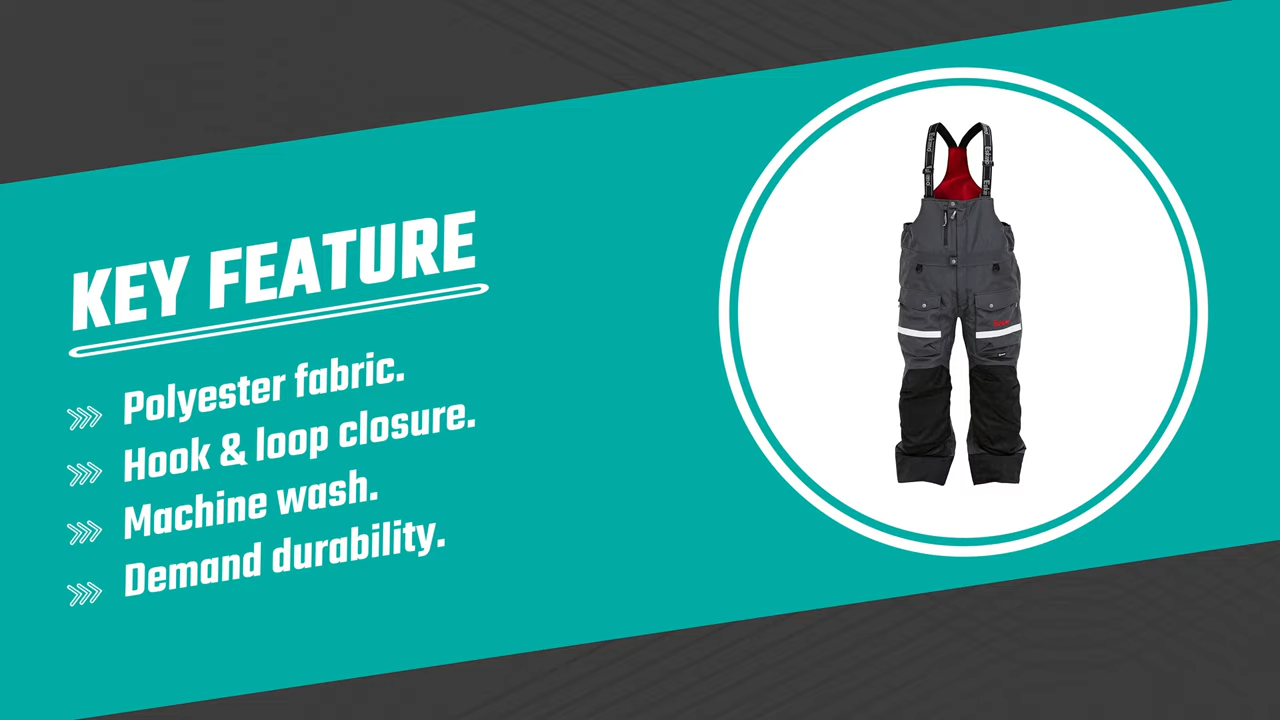 KEY FEATURE
Polyester fabric.
Hook & loop closure.
Machine wash.
Demand durability.